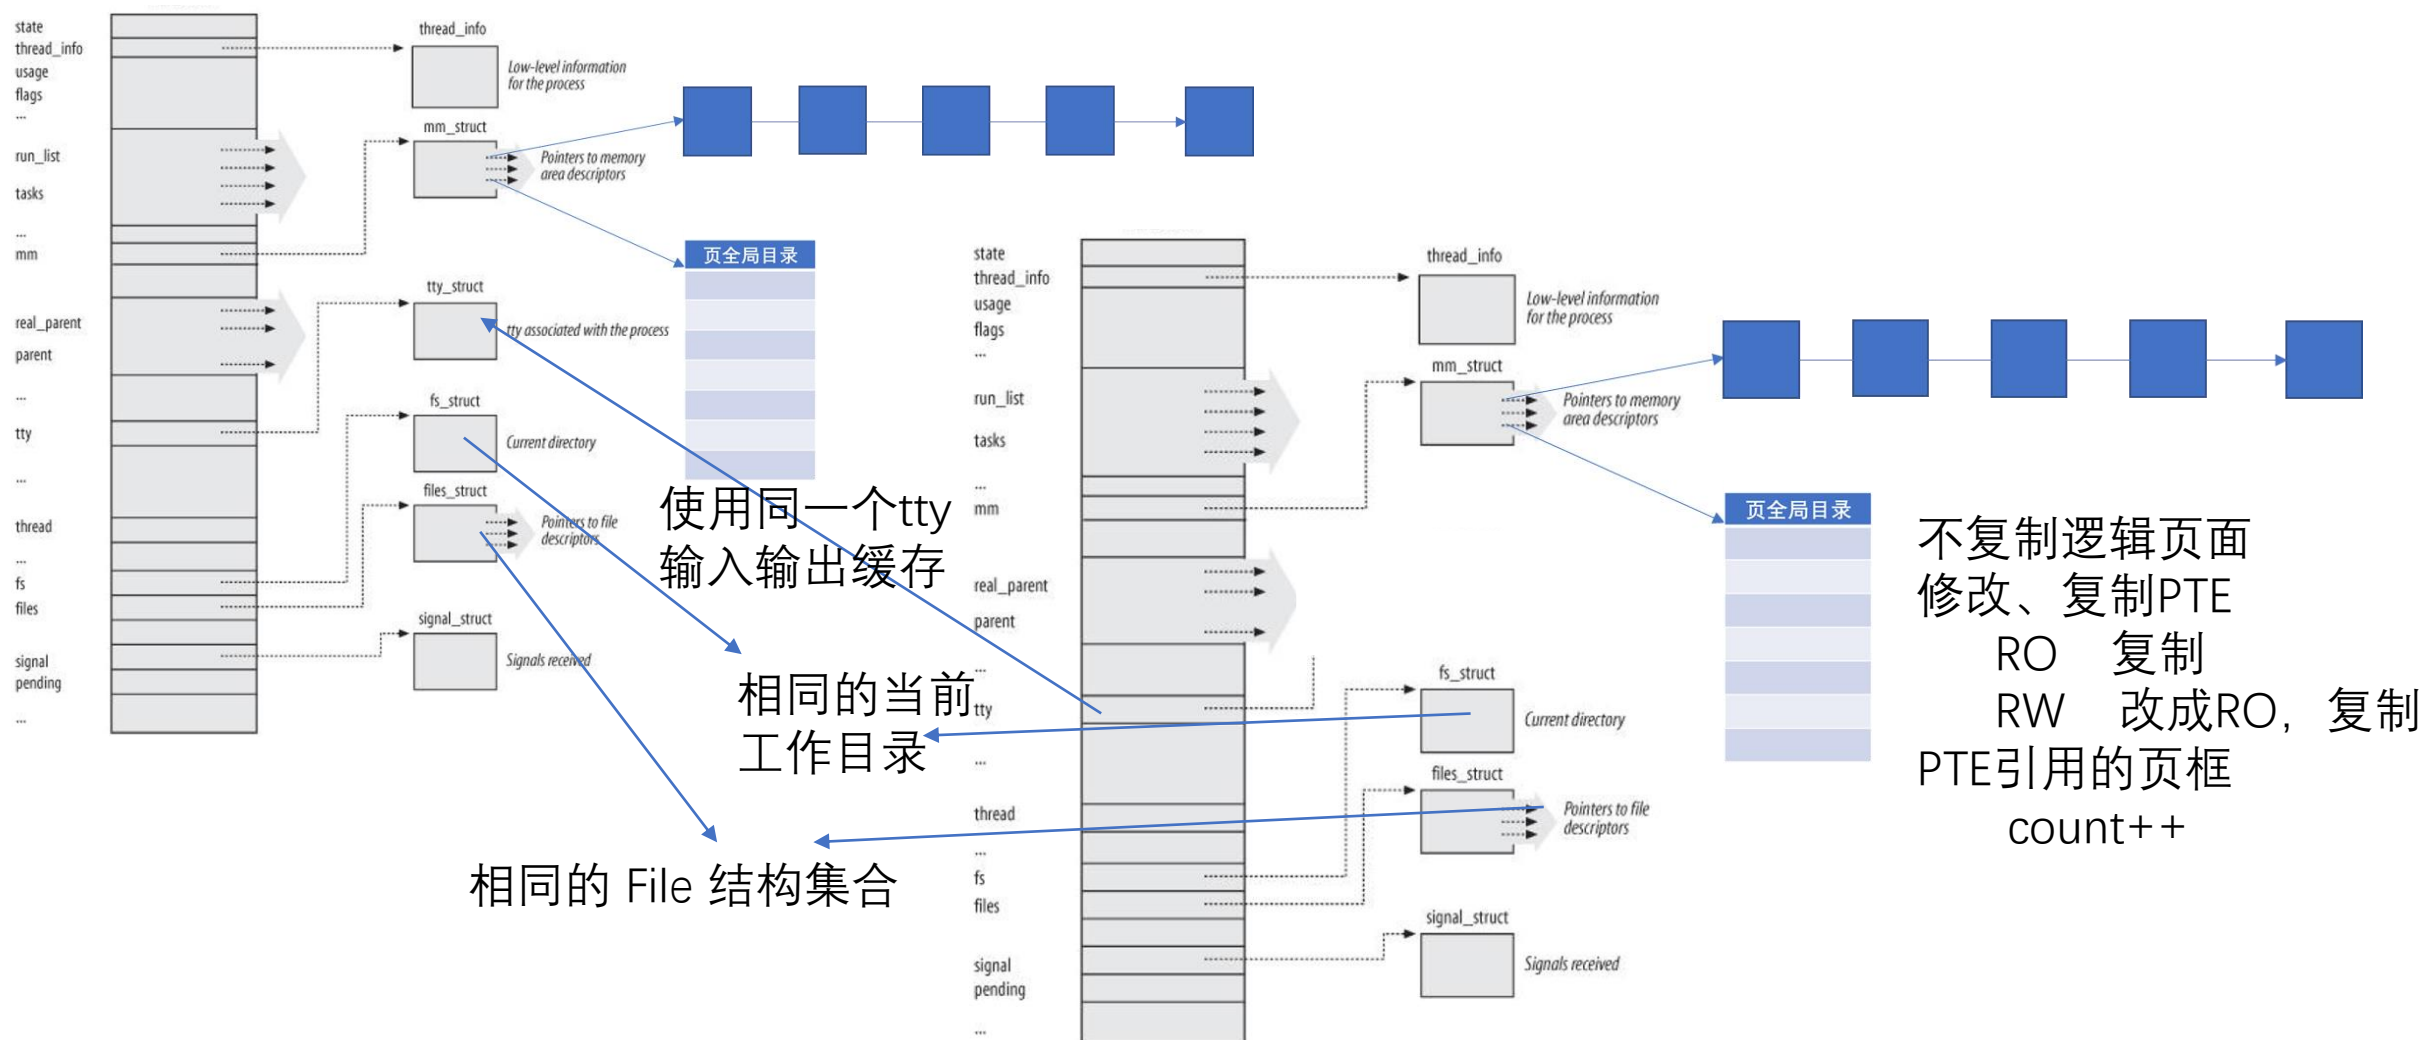 state
thread_info
usage
flags
...
run_list
tasks
...
mm
real_parent
parent
...
tty
...
thread
...
fs
files
signal
pending
...
thread_info
Low-level information
for the process
mm_struct
Pointers to memory
area descriptors
页全局目录
tty_struct
tty associated with the process
fs_struct
Current directory
files_struct
Pointers to file
descriptors
signal_struct
Signals received
使用同一个tty
输入输出缓存
相同的当前
工作目录
相同的 File 结构集合
state
thread_info
usage
flags
...
run_list
tasks
...
mm
real_parent
parent
...
tty
...
thread
...
fs
files
signal
pending
...
thread_info
Low-level information
for the process
mm_struct
Pointers to memory
area descriptors
页全局目录
fs_struct
Current directory
files_struct
Pointers to file
descriptors
signal_struct
Signals received
不复制逻辑页面
修改、复制PTE
RO 复制
RW 改成RO，复制
PTE引用的页框
count++